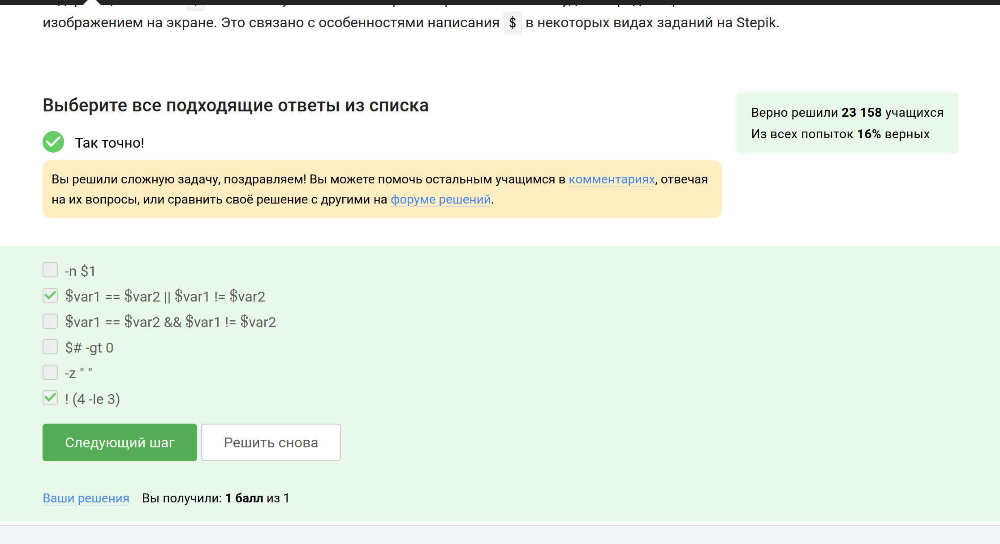 изображением на экране. Это связано с особенностями написания $ в некоторых видах заданий на Stepik.
Выберите все подходящие ответы из списка
Верно решили 23 158 учащихся
Из всех попыток 16% верных
Так точно!
Вы решили сложную задачу, поздравляем! Вы можете помочь остальным учащимся в комментариях, отвечая
на их вопросы, или сравнить своё решение с другими на форуме решений.
-n $1
$var1 == $var2 || $var1 != $var2
$var1 == $var2 && $var1 != $var2
$# -gt 0
-z " "
! (4 -le 3)
Следующий шаг
Решить снова
Ваши решения Вы получили: 1 балл из 1